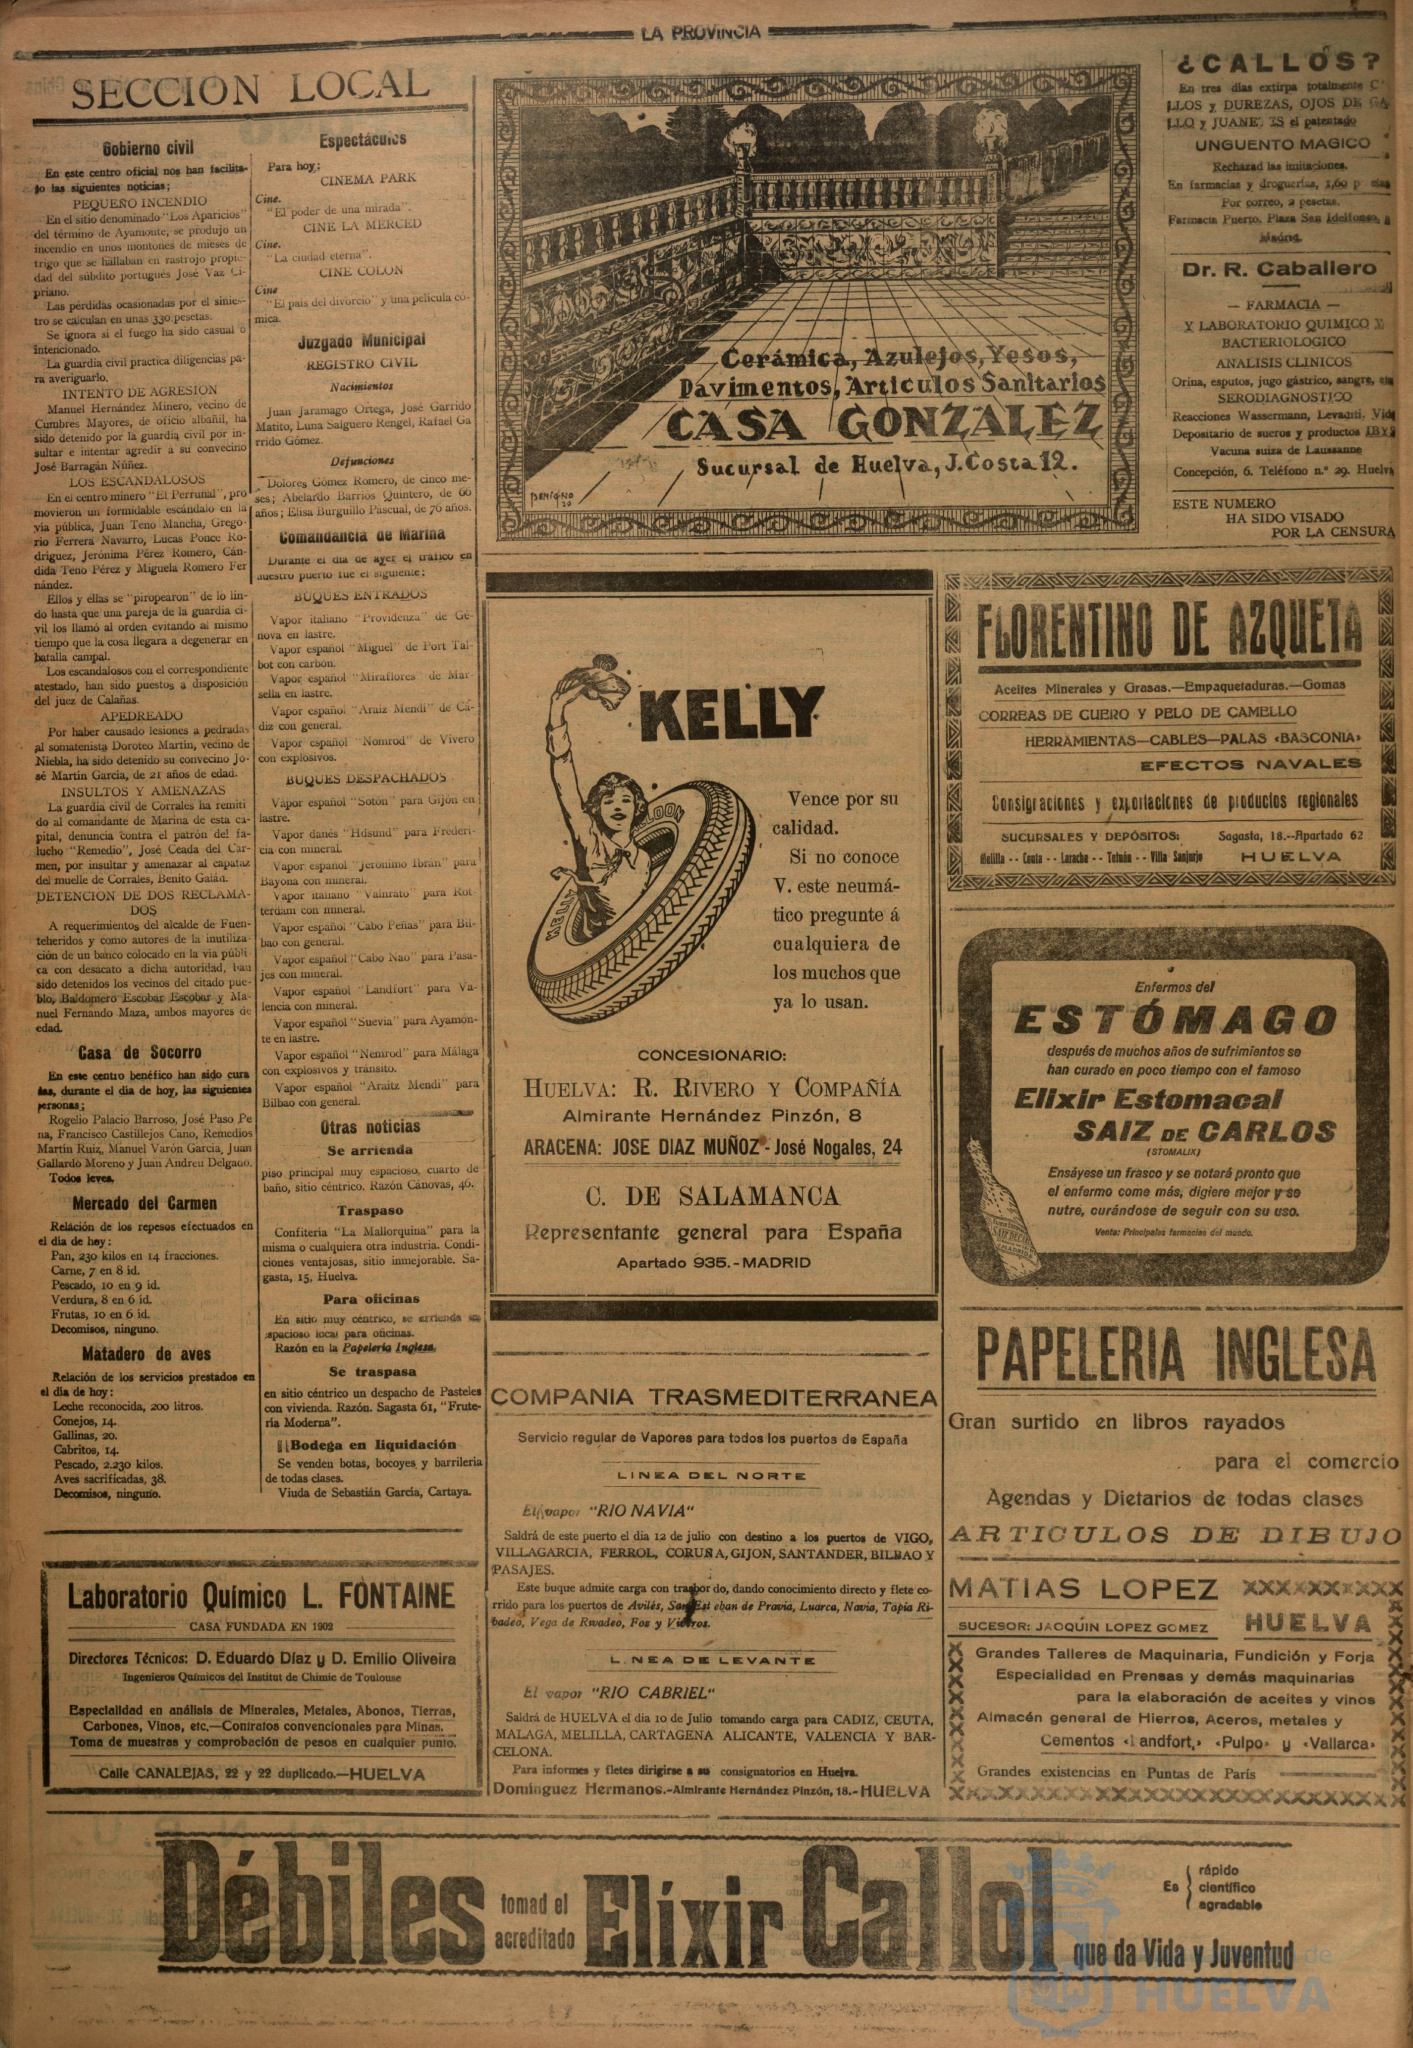 LA PROVINCIA
SECCION LOCAL
Gobierno civil
En este centro oficial nos han facilita-
do las siguientes noticias;
PEQUEÑO INCENDIO
En el sitio denominado "Los Aparicios"
del término de Ayamonte, se produjo un
incendio en unos montones de mieses de
trigo que se hallaban en rastrojo propie-
dad del súbdito portugués José Vaz Ci-
priano.
Las pérdidas ocasionadas por el sinies-
tro se calculan en unas 330 pesetas.
Se ignora si el fuego ha sido casual o
intencionado.
La guardia civil practica diligencias pa-
ra averiguarlo.
INTENTO DE AGRESION
Manuel Hernández Minero, vecino de
Cumbres Mayores, de oficio albañil, ha
sido detenido por la guardia civil por in-
sultar e intentar agredir a su convecino
José Barragán Núñez.
LOS ESCANDALOSOS
En el centro minero "El Perrunal", pro
movieron un formidable escándalo en la
vía pública, Juan Teno Mancha, Grego-
rio Ferrera Navarro, Lucas Ponce Ro-
dríguez, Jerónima Pérez Romero, Cán-
dida Teno Pérez y Miguela Romero Fer
nández.
Ellos y ellas se "piropearon" de lo lin-
do hasta que una pareja de la guardia ci-
vil los llamó al orden evitando al mismo
tiempo que la cosa llegara a degenerar en
batalla campal.
Los escandalosos con el correspondiente
atestado, han sido puestos a disposición
del juez de Calañas.
APEDREADO
Por haber causado lesiones a pedradas
al somatenista Doroteo Martín, vecino de
Niebla, ha sido detenido su convecino Jo-
sé Martín García, de 21 años de edad.
INSULTOS Y AMENAZAS
La guardia civil de Corrales ha remiti
do al comandante de Marina de esta ca-
pital, denuncia contra el patrón del fa-
lucho "Remedio", José Ceada del Car-
men, por insultar y amenazar al capataz
del muelle de Corrales, Benito Galán.
DETENCION DE DOS RECLAMA-
DOS
A requerimientos del alcalde de Fuen-
teheridos y como autores de la inutiliza-
ción de un banco colocado en la vía públi-
ca con desacato a dicha autoridad, han
sido detenidos los vecinos del citado pue-
blo, Baldomero Escobar Escobar y Ma-
nuel Fernando Maza, ambos mayores de
edad.
Casa de Socorro
En este centro benéfico han sido cura
das, durante el día de hoy, las siguientes
personas;
Rogelio Palacio Barroso, José Paso Pe
na, Francisco Castillejos Cano, Remedios
Martín Ruiz, Manuel Varón García, Juan
Gallardo Moreno y Juan Andreu Delgado.
Todos leves.
Mercado del Carmen
Relación de los repesos efectuados en
el día de hoy:
Pan, 230 kilos en 14 fracciones.
Carne, 7 en 8 id.
Pescado, 10 en 9 id.
Verdura, 8 en 6 id.
Frutas, 10 en 6 id.
Decomisos, ninguno.
Matadero de aves
Relación de los servicios prestados en
el día de hoy:
Leche reconocida, 200 litros.
Conejos, 14.
Gallinas, 20.
Cabritos, 14.
Pescado, 2.230 kilos.
Aves sacrificadas, 38.
Decomisos, ninguno.
Espectáculos
Para hoy:
CINEMA PARK
Cine.
"El poder de una mirada".
CINE LA MERCED
Cine.
"La ciudad eterna".
CINE COLON
Cine
"El país del divorcio" y una película có-
mica.
Juzgado Municipal
REGISTRO CIVIL
Nacimientos
Juan Jaramago Ortega, José Garrido
Matito, Luna Salguero Rengel, Rafael Ga
rrido Gómez.
Defunciones
Dolores Gómez Romero, de cinco me-
ses; Abelardo Barrios Quintero, de 66
años; Elisa Burguillo Pascual, de 76 años.
Comandancia de Marina
Durante el día de ayer el tráfico en
nuestro puerto fue el siguiente:
BUQUES ENTRADOS
Vapor italiano "Providenza" de Gé-
nova en lastre.
Vapor español "Miguel" de Port Tal-
bot con carbón.
Vapor español "Miraflores" de Mar-
sella en lastre.
Vapor español "Araiz Mendi" de Cá-
diz con general.
Vapor español "Nomrod" de Vivero
con explosivos.
BUQUES DESPACHADOS
Vapor español "Sotón" para Gijón en
lastre.
Vapor danés "Hdsund" para Frederi-
cia con mineral.
Vapor español "Jerónimo Ibrán" para
Bayona con mineral.
Vapor italiano "Valnrato" para Rot-
terdam con mineral.
Vapor español "Cabo Peñas" para Bil-
bao con general.
Vapor español "Cabo Nao" para Pasa-
jes con mineral.
Vapor español "Landfort" para Va-
lencia con mineral.
Vapor español "Suevia" para Ayamon-
te en lastre.
Vapor español "Nemrod" para Málaga
con explosivos y tránsito.
Vapor español "Araitz Mendi" para
Bilbao con general.
Otras noticias
Se arrienda
piso principal muy espacioso, cuarto de
baño, sitio céntrico. Razón Cánovas, 40.
Traspaso
Confitería "La Mallorquina" para la
misma o cualquiera otra industria. Condi-
ciones ventajosas, sitio inmejorable. Sa-
gasta, 15, Huelva.
Para oficinas
En sitio muy céntrico, se arrienda
espacioso local para oficinas.
Razón en la Papelería Inglesa.
Se traspasa
en sitio céntrico un despacho de Pasteles
con vivienda. Razón. Sagasta 61, "Frute-
ría Moderna".
¡¡Bodega en liquidación
Se venden botas, bocoyes y barrilería
de todas clases.
Viuda de Sebastián García, Cartaya.
Laboratorio Químico L. FONTAINE
CASA FUNDADA EN 1902
Directores Técnicos: D. Eduardo Díaz y D. Emilio Oliveira
Ingenieros Químicos del Institut de Chimic de Toulouse
Especialidad en análisis de Minerales, Metales, Abonos, Tierras,
Carbones, Vinos, etc.—Contratos convencionales para Minas.
Toma de muestras y comprobación de pesos en cualquier punto.
Calle CANALEJAS, 22 y 22 duplicado.—HUELVA
Cerámica, Azulejos, Yesos,
Pavimentos, Articulos Sanitarios
CASA GONZALEZ
Sucursal de Huelva, J. Costa 12.
BENIGNO
KELLY
Vence por su
calidad.
Si no conoce
V. este neumá-
tico pregunte á
cualquiera de
los muchos que
ya lo usan.
CONCESIONARIO:
HUELVA: R. RIVERO Y COMPAÑÍA
Almirante Hernández Pinzón, 8
ARACENA: JOSE DIAZ MUÑOZ - José Nogales, 24
C. DE SALAMANCA
Representante general para España
Apartado 935.-MADRID
COMPANIA TRASMEDITERRANEA
Servicio regular de Vapores para todos los puertos de España
LINEA DEL NORTE
El vapor "RIO NAVIA"
Saldrá de este puerto el día 12 de julio con destino a los puertos de VIGO,
VILLAGARCIA, FERROL, CORUÑA, GIJON, SANTANDER, BILBAO Y
PASAJES.
Este buque admite carga con trasbordo, dando conocimiento directo y flete co-
rrido para los puertos de Avilés, San Esteban de Pravia, Luarca, Navia, Tapia Ri-
badeo, Vega de Rivadeo, Foz y Vivero.
LINEA DE LEVANTE
El vapor "RIO CABRIEL"
Saldrá de HUELVA el día 10 de Julio tomando carga para CADIZ, CEUTA,
MALAGA, MELILLA, CARTAGENA ALICANTE, VALENCIA Y BAR-
CELONA.
Para informes y fletes dirigirse a su consignatorios en Huelva.
Domínguez Hermanos.-Almirante Hernández Pinzón, 18.-HUELVA
¿CALLOS?
En tres días extirpa totalmente
LLOS y DUREZAS, OJOS DE
LLO y JUANETES el patentado
UNGUENTO MAGICO
Rechazad las imitaciones.
En farmacias y droguerías, 1,60
Por correo, 2 pesetas.
Farmacia Puerto. Plaza San Ildefonso,
Madrid.
Dr. R. Caballero
— FARMACIA —
Y LABORATORIO QUIMICO Y
BACTERIOLOGICO
ANALISIS CLINICOS
Orina, esputos, jugo gástrico, sangre,
SERODIAGNOSTICO
Reacciones Wassermann,
Depositario de sueros y productos IBYS
Vacuna suiza de Laussanne
Concepción, 6. Teléfono n.º 29. Huelva
ESTE NUMERO
HA SIDO VISADO
POR LA CENSURA
FLORENTINO DE AZQUETA
Aceites Minerales y Grasas.—Empaquetaduras.—Gomas
CORREAS DE CUERO Y PELO DE CAMELLO
HERRAMIENTAS—CABLES—PALAS «BASCONIA»
EFECTOS NAVALES
Consignaciones y exportaciones de productos regionales
SUCURSALES Y DEPÓSITOS: Sagasta, 18.--Apartado 62
Melilla -- Ceuta -- Larache -- Tetuán -- Villa Sanjurjo HUELVA
Enfermos del
ESTÓMAGO
después de muchos años de sufrimientos se
han curado en poco tiempo con el famoso
Elixir Estomacal
SAIZ DE CARLOS
(STOMALIX)
Ensáyese un frasco y se notará pronto que
el enfermo come más, digiere mejor y se
nutre, curándose de seguir con su uso.
Venta: Principales farmacias del mundo.
PAPELERIA INGLESA
Gran surtido en libros rayados
para el comercio
Agendas y Dietarios de todas clases
ARTICULOS DE DIBUJO
MATIAS LOPEZ
SUCESOR: JAOQUÍN LOPEZ GOMEZ
HUELVA
Grandes Talleres de Maquinaria, Fundición y Forja
Especialidad en Prensas y demás maquinarias
para la elaboración de aceites y vinos
Almacén general de Hierros, Aceros, metales y
Cementos «Landfort,» «Pulpo» y «Vallarca»
Grandes existencias en Puntas de París
Débiles tomad el acreditado Elíxir Callol que da Vida y Juventud
Es rápido
científico
agradable
de
HUELVA